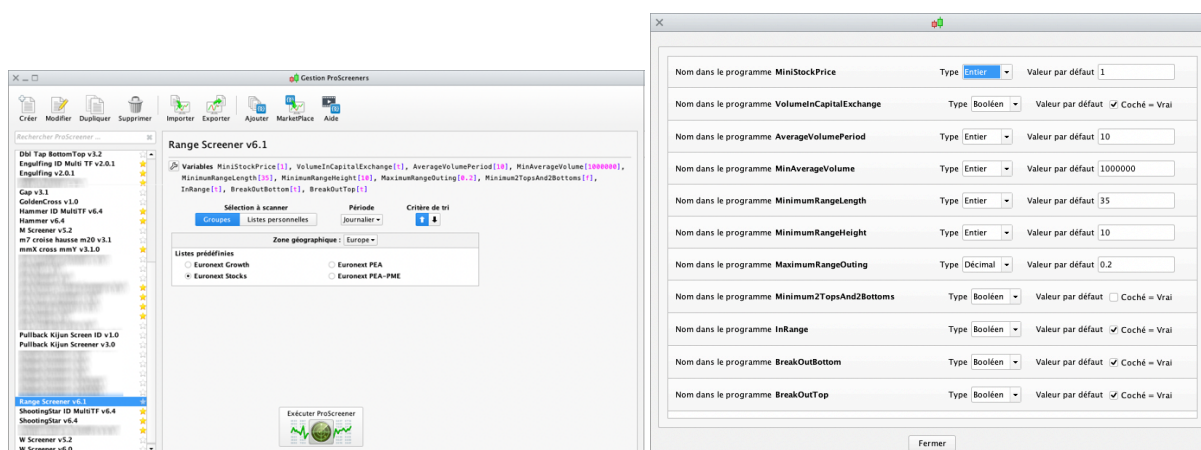 Gestion ProScreeners
Créer Modifier Dupliquer Supprimer Importer Exporter Ajouter MarketPlace Aide
Rechercher ProScreener ...
Dbl Tap BottomTop v3.2
Engulfing ID Multi TF v2.0.1
Engulfing v2.0.1
Gap v3.1
GoldenCross v1.0
Hammer ID MultiTF v6.4
Hammer v6.4
M Screener v5.2
m7 croise hausse m20 v3.1
mmX cross mmY v3.1.0
Pullback Kijun Screen ID v1.0
Pullback Kijun Screener v3.0
Range Screener v6.1
ShootingStar ID MultiTF v6.4
ShootingStar v6.4
W Screener v5.2
W Screener v6.0
Range Screener v6.1
Variables MiniStockPrice[1], VolumeInCapitalExchange[t], AverageVolumePeriod[10], MinAverageVolume[1000000],
MinimumRangeLength[35], MinimumRangeHeight[10], MaximumRangeOuting[0.2], Minimum2TopsAnd2Bottoms[f],
InRange[t], BreakOutBottom[t], BreakOutTop[t]
Sélection à scanner Période Critère de tri
Groupes Listes personnelles Journalier
Zone géographique : Europe
Listes prédéfinies
Euronext Growth Euronext PEA
Euronext Stocks Euronext PEA-PME
Exécuter ProScreener
Nom dans le programme MiniStockPrice Type Entier Valeur par défaut 1
Nom dans le programme VolumeInCapitalExchange Type Booléen Valeur par défaut Coché = Vrai
Nom dans le programme AverageVolumePeriod Type Entier Valeur par défaut 10
Nom dans le programme MinAverageVolume Type Entier Valeur par défaut 1000000
Nom dans le programme MinimumRangeLength Type Entier Valeur par défaut 35
Nom dans le programme MinimumRangeHeight Type Entier Valeur par défaut 10
Nom dans le programme MaximumRangeOuting Type Décimal Valeur par défaut 0.2
Nom dans le programme Minimum2TopsAnd2Bottoms Type Booléen Valeur par défaut Coché = Vrai
Nom dans le programme InRange Type Booléen Valeur par défaut Coché = Vrai
Nom dans le programme BreakOutBottom Type Booléen Valeur par défaut Coché = Vrai
Nom dans le programme BreakOutTop Type Booléen Valeur par défaut Coché = Vrai
Fermer